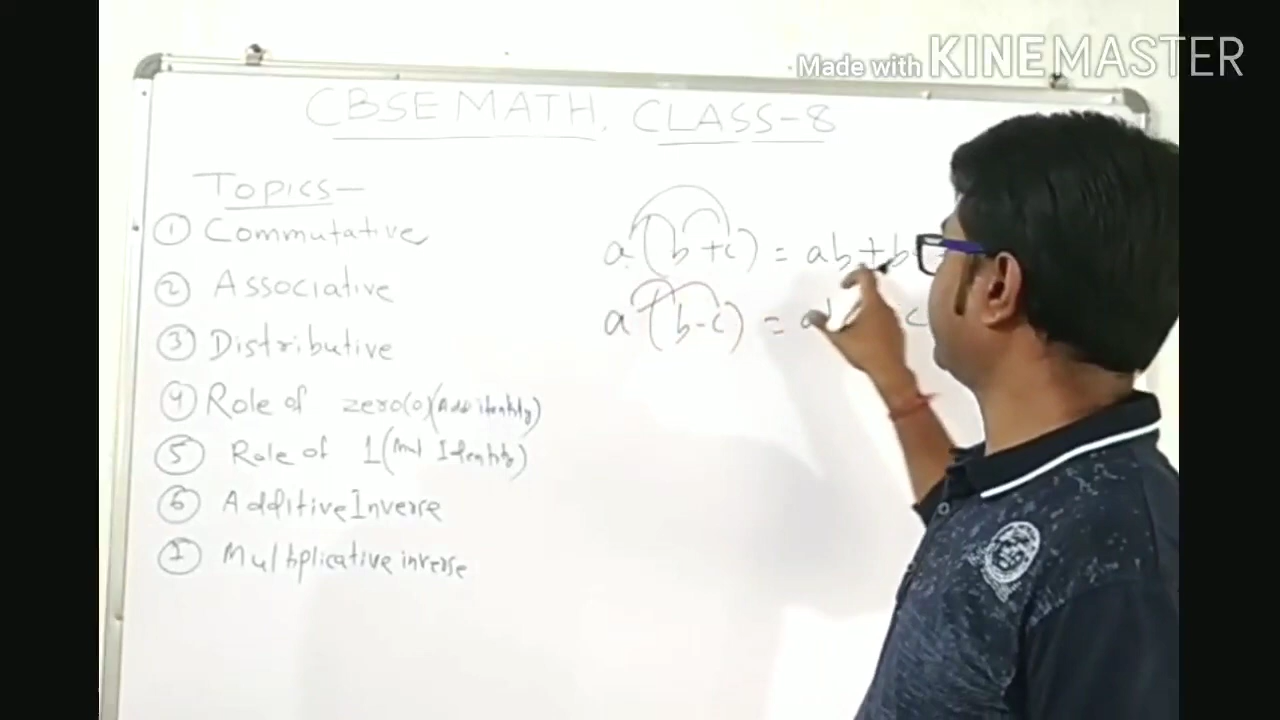 Made with KINEMASTER
CBSE MATH, CLASS-8
TOPICS-
① Commutative
② Associative
③ Distributive
④ Role of zero(0)(Add itentity)
⑤ Role of 1(mul Identity)
⑥ Additive Inverse
⑦ Multiplicative inverse
a(b+c) = ab+b
a(b-c) = c